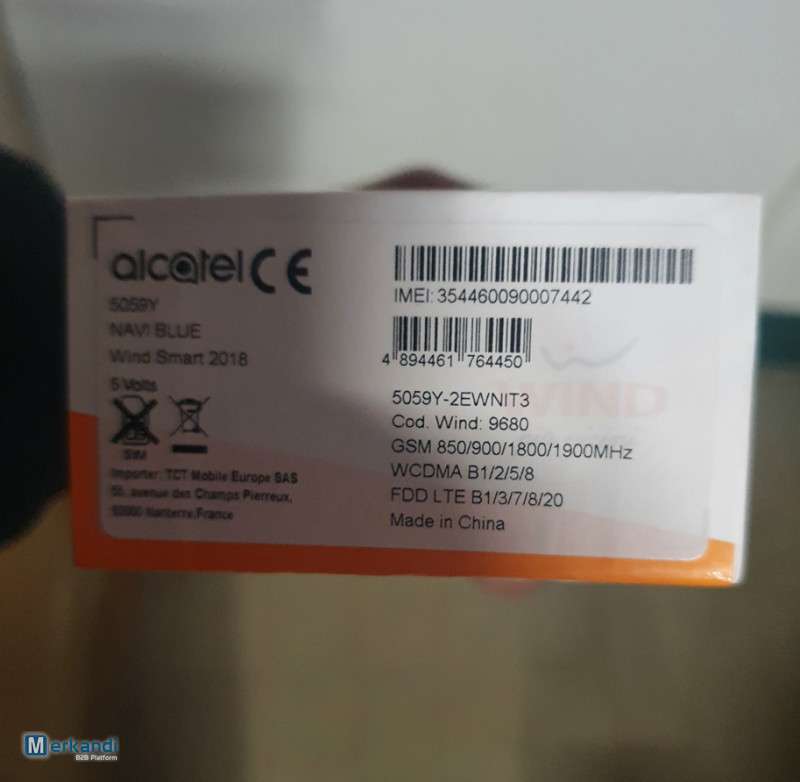 alcatel CE
5059Y
NAVI BLUE
Wind Smart 2018
5 Volts
SIM
Importer: TCT Mobile Europe SAS
55, avenue des Champs Pierreux,
92000 Nanterre,France
IMEI: 354460090007442
4 894461 764450
WIND
5059Y-2EWNIT3
Cod. Wind: 9680
GSM 850/900/1800/1900MHz
WCDMA B1/2/5/8
FDD LTE B1/3/7/8/20
Made in China
Merkandi
B2B Platform